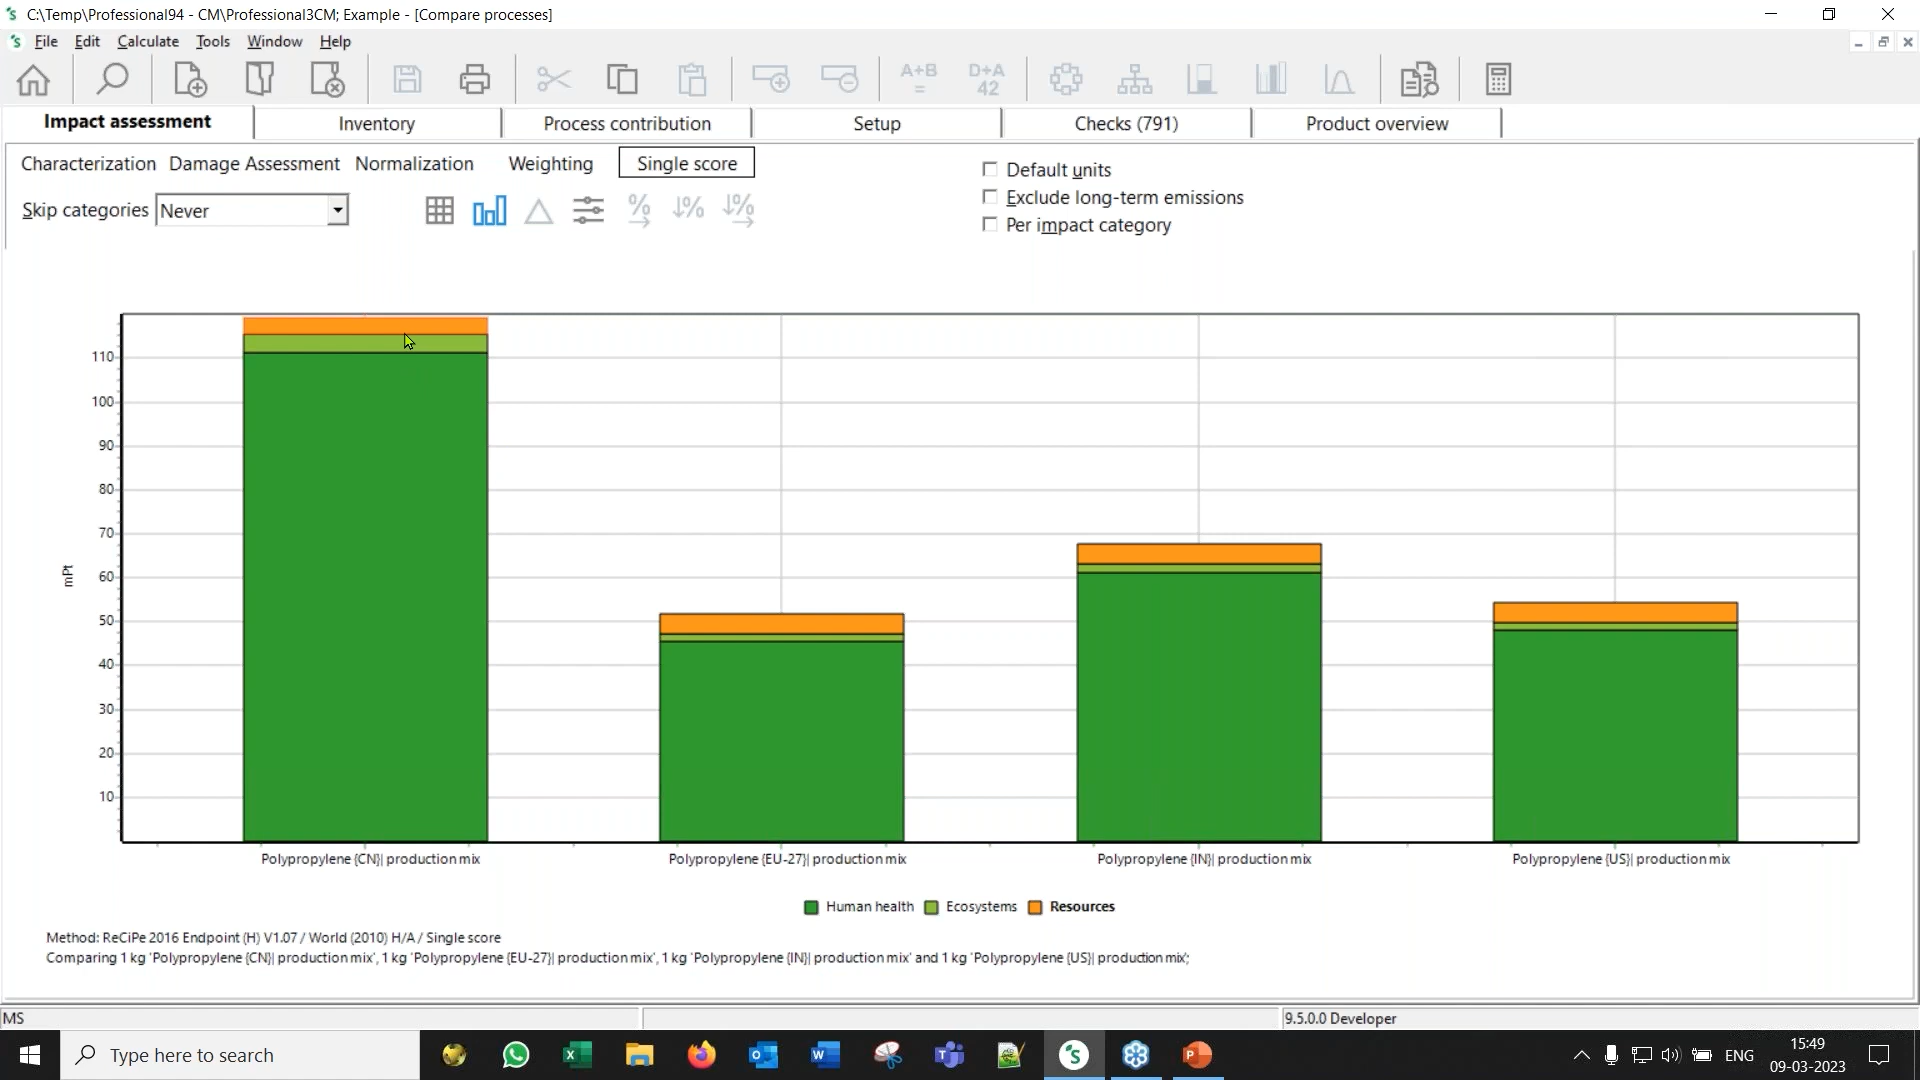 C:\Temp\Professional94 - CM\Professional3CM; Example - [Compare processes]
File Edit Calculate Tools Window Help
A+B
=
D+A
42
Impact assessment Inventory Process contribution Setup Checks (791) Product overview
Characterization Damage Assessment Normalization Weighting Single score
Default units
Skip categories Never
% ↓% ↓%
Exclude long-term emissions
Per impact category
110
100
90
80
70
60
50
40
30
20
10
mPt
Polypropylene {CN}| production mix
Polypropylene {EU-27}| production mix
Polypropylene {IN}| production mix
Polypropylene {US}| production mix
Human health Ecosystems Resources
Method: ReCiPe 2016 Endpoint (H) V1.07 / World (2010) H/A / Single score
Comparing 1 kg 'Polypropylene {CN}| production mix', 1 kg 'Polypropylene {EU-27}| production mix', 1 kg 'Polypropylene {IN}| production mix' and 1 kg 'Polypropylene {US}| production mix';
MS 9.5.0.0 Developer
Type here to search
ENG
15:49
09-03-2023